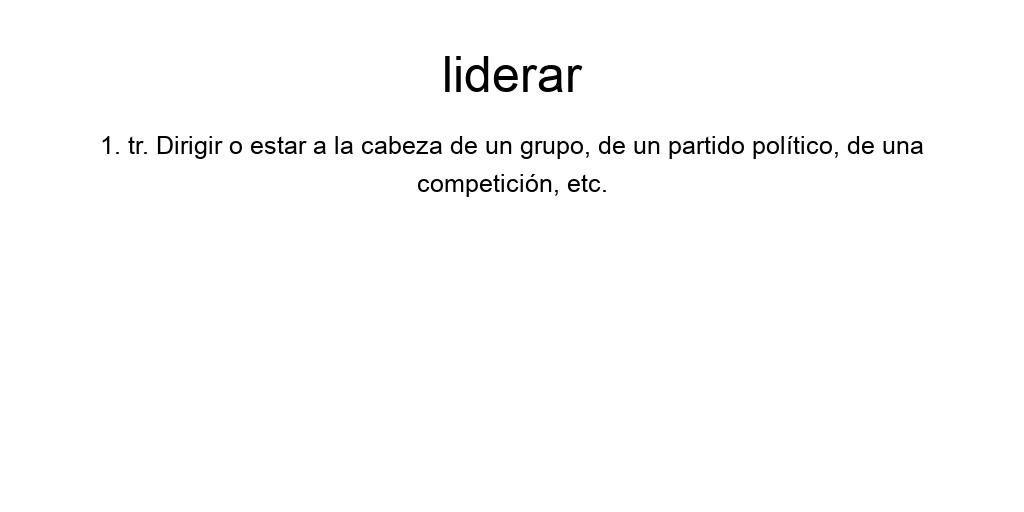 liderar
1. tr. Dirigir o estar a la cabeza de un grupo, de un partido político, de una
competición, etc.